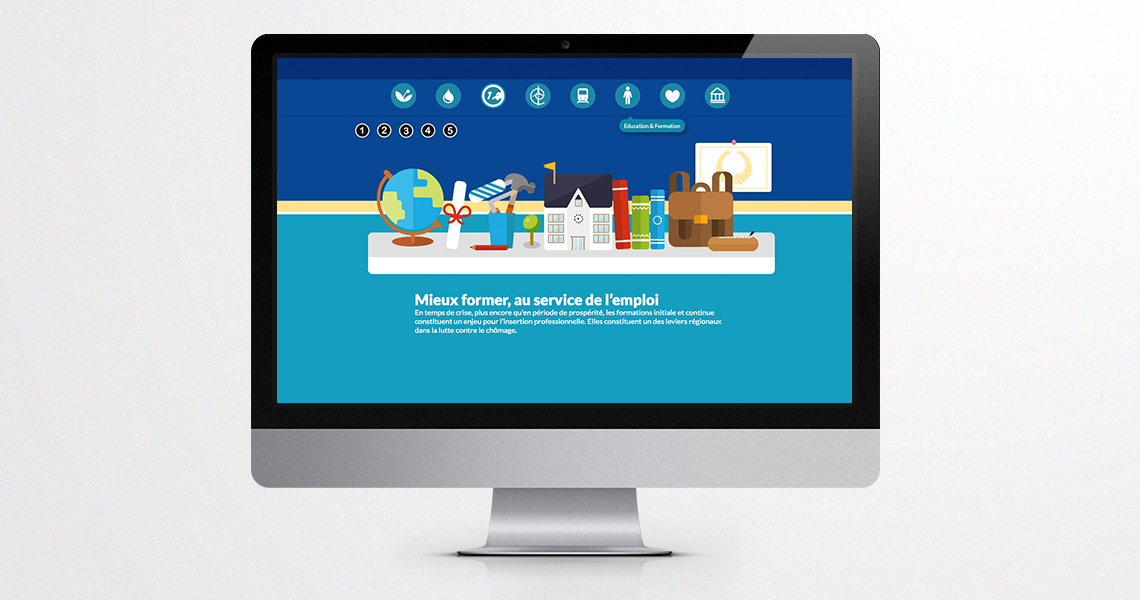 1 2 3 4 5
Education & Formation
Mieux former, au service de l'emploi
En temps de crise, plus encore qu'en période de prospérité, les formations initiale et continue
constituent un enjeu pour l'insertion professionnelle. Elles constituent un des leviers régionaux
dans la lutte contre le chômage.